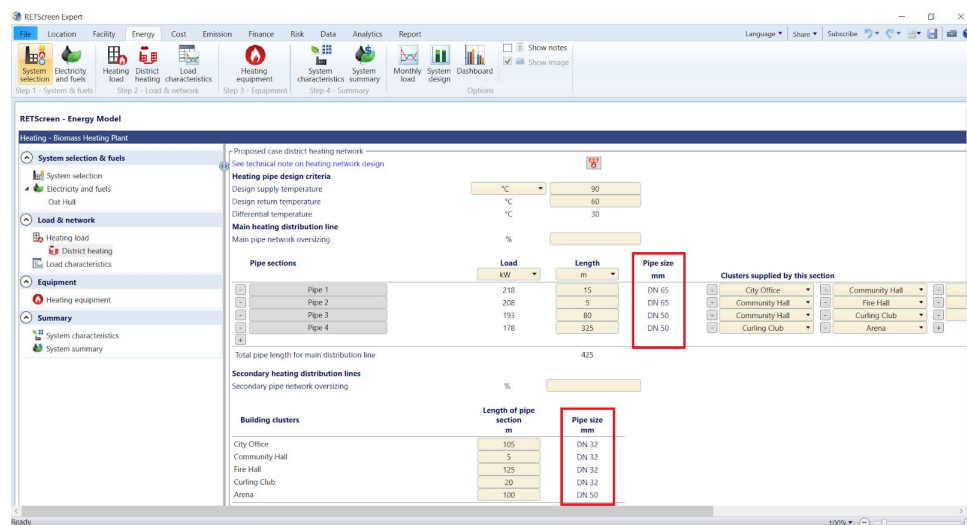 RETScreen Expert
File Location Facility Energy Cost Emission Finance Risk Data Analytics Report Language Share Subscribe
System selection Electricity and fuels Heating load District heating Load characteristics Heating equipment System characteristics System summary Monthly load System design Dashboard Show notes Show image
Step 1 - System & fuels Step 2 - Load & network Step 3 - Equipment Step 4 - Summary Options
RETScreen - Energy Model
Heating - Biomass Heating Plant
System selection & fuels
System selection
Electricity and fuels
Oat Hull
Load & network
Heating load
District heating
Load characteristics
Equipment
Heating equipment
Summary
System characteristics
System summary
Proposed case district heating network
See technical note on heating network design
Heating pipe design criteria
Design supply temperature °C 90
Design return temperature °C 60
Differential temperature °C 30
Main heating distribution line
Main pipe network oversizing %
Pipe sections Load Length Pipe size
kW m mm Clusters supplied by this section
- Pipe 1 218 15 DN 65 - City Office - Community Hall -
- Pipe 2 208 5 DN 65 - Community Hall - Fire Hall -
- Pipe 3 193 80 DN 50 - Community Hall - Curling Club -
- Pipe 4 178 325 DN 50 - Curling Club - Arena +
+
Total pipe length for main distribution line 425
Secondary heating distribution lines
Secondary pipe network oversizing %
Building clusters Length of pipe section Pipe size
m mm
City Office 105 DN 32
Community Hall 5 DN 32
Fire Hall 125 DN 32
Curling Club 20 DN 32
Arena 100 DN 50
Ready 100%